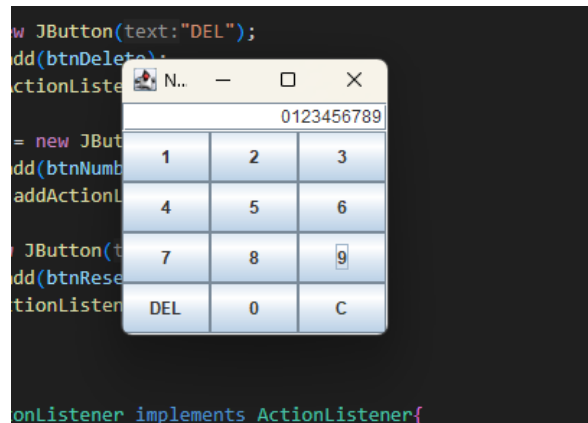 w JButton(text:"DEL");
dd(btnDelete);
ctionListe
N...
0123456789
= new JBut
dd(btnNumb
addActionL
JButton(t
dd(btnRese
tionListen
1 2 3
4 5 6
7 8 9
DEL 0 C
onListener implements ActionListener{